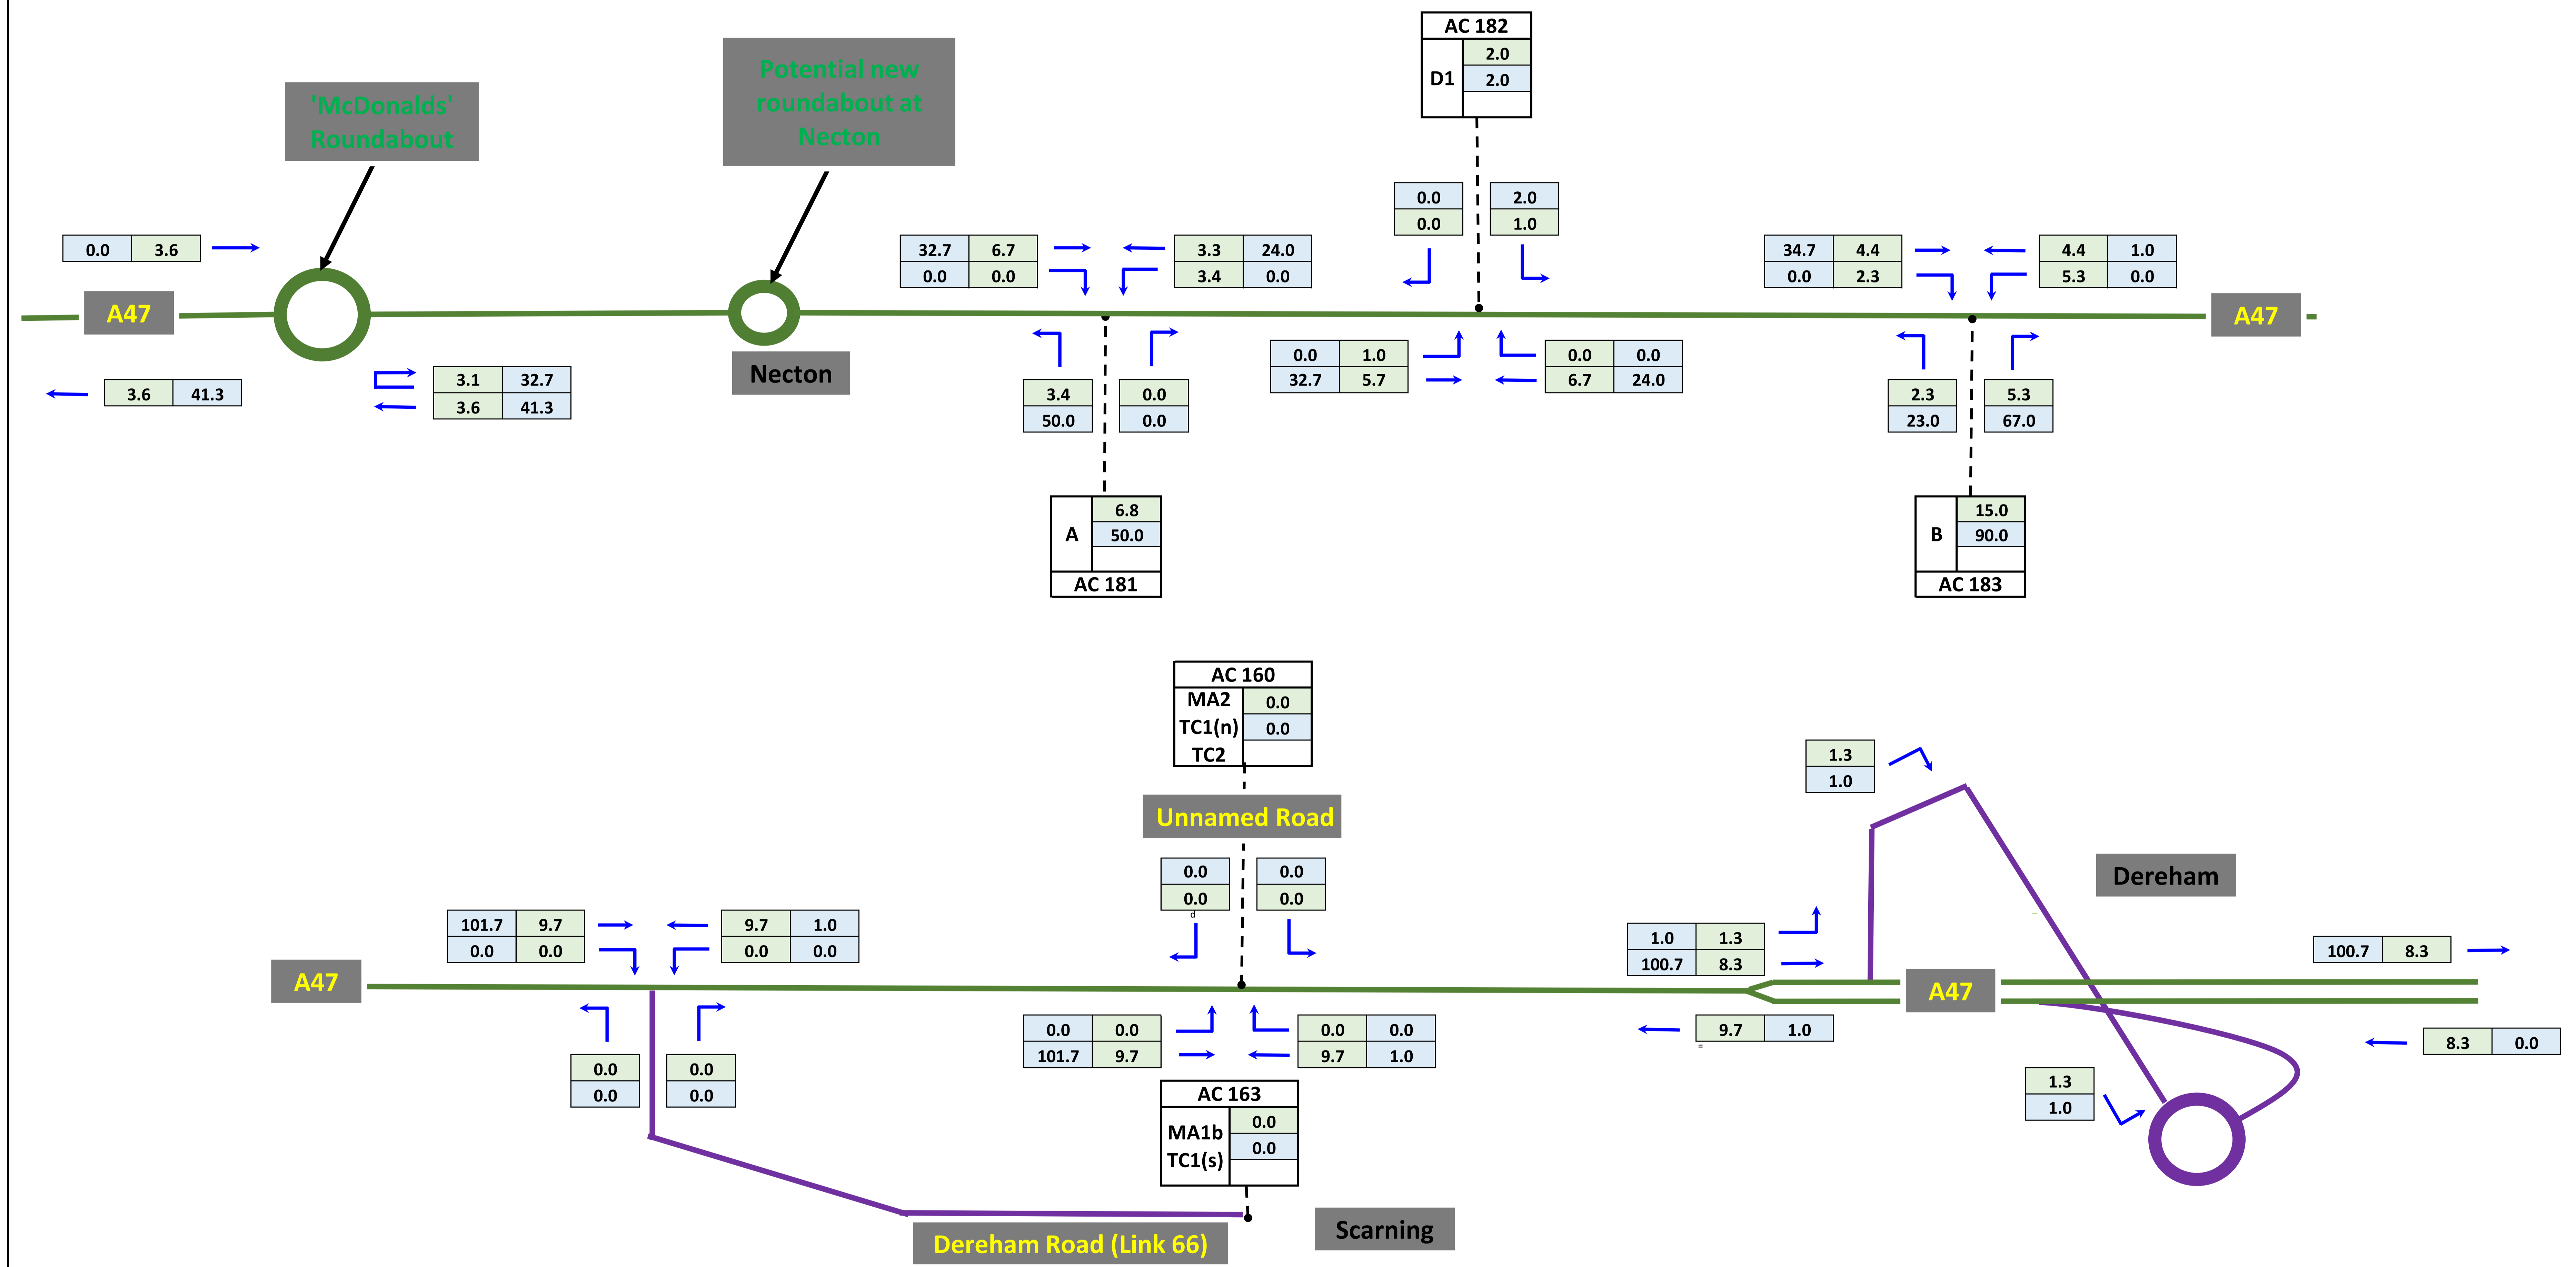 AC 182
D1
2.0
2.0
'McDonalds'
Roundabout
Potential new
roundabout at
Necton
0.0 2.0
0.0 1.0
0.0 3.6
32.7 6.7
0.0 0.0
3.3 24.0
3.4 0.0
34.7 4.4
0.0 2.3
4.4 1.0
5.3 0.0
A47
A47
Necton
3.6 41.3
3.1 32.7
3.6 41.3
0.0 1.0
32.7 5.7
0.0 0.0
6.7 24.0
3.4 0.0
50.0 0.0
2.3 5.3
23.0 67.0
A
6.8
50.0
AC 181
B
15.0
90.0
AC 183
AC 160
MA2
TC1(n)
TC2
0.0
0.0
Unnamed Road
1.3
1.0
Dereham
0.0 0.0
0.0 0.0
d
101.7 9.7
0.0 0.0
9.7 1.0
0.0 0.0
1.0 1.3
100.7 8.3
100.7 8.3
A47
A47
0.0 0.0
101.7 9.7
0.0 0.0
9.7 1.0
9.7 1.0
=
8.3 0.0
0.0 0.0
0.0 0.0
1.3
1.0
AC 163
MA1b
TC1(s)
0.0
0.0
Scarning
Dereham Road (Link 66)